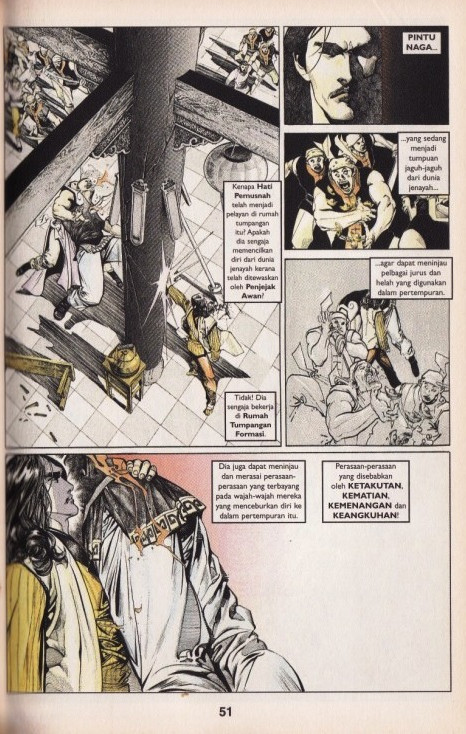 Kenapa Hati
Pemusnah
telah menjadi
pelayan di rumah
tumpangan
itu? Apakah
dia sengaja
memencilkan
diri dari dunia
jenayah kerana
telah ditewaskan
oleh Penjejak
Awan?
Tidak! Dia
sengaja bekerja
di Rumah
Tumpangan
Formasi.
PINTU
NAGA...
...yang sedang
menjadi
tumpuan
jaguh-jaguh
dari dunia
jenayah...
...agar dapat meninjau
pelbagai jurus dan
helah yang digunakan
dalam pertempuran.
Dia juga dapat meninjau
dan merasai perasaan-
perasaan yang terbayang
pada wajah-wajah mereka
yang menceburkan diri ke
dalam pertempuran itu.
Perasaan-perasaan
yang disebabkan
oleh KETAKUTAN,
KEMATIAN,
KEMENANGAN dan
KEANGKUHAN!
51